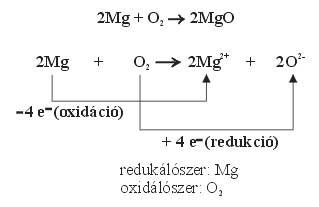 2Mg + O₂ → 2MgO
2Mg + O₂ → 2Mg²⁺ + 2O²⁻
–4 e⁻(oxidáció)
+ 4 e⁻(redukció)
redukálószer: Mg
oxidálószer: O₂